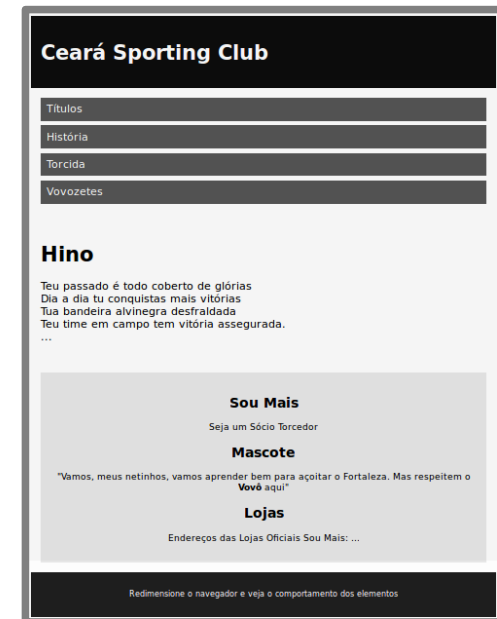 Ceará Sporting Club
Títulos
História
Torcida
Vovozetes
Hino
Teu passado é todo coberto de glórias
Dia a dia tu conquistas mais vitórias
Tua bandeira alvinegra desfraldada
Teu time em campo tem vitória assegurada.
...
Sou Mais
Seja um Sócio Torcedor
Mascote
"Vamos, meus netinhos, vamos aprender bem para açoitar o Fortaleza. Mas respeitem o
Vovô aqui"
Lojas
Endereços das Lojas Oficiais Sou Mais: ...
Redimensione o navegador e veja o comportamento dos elementos